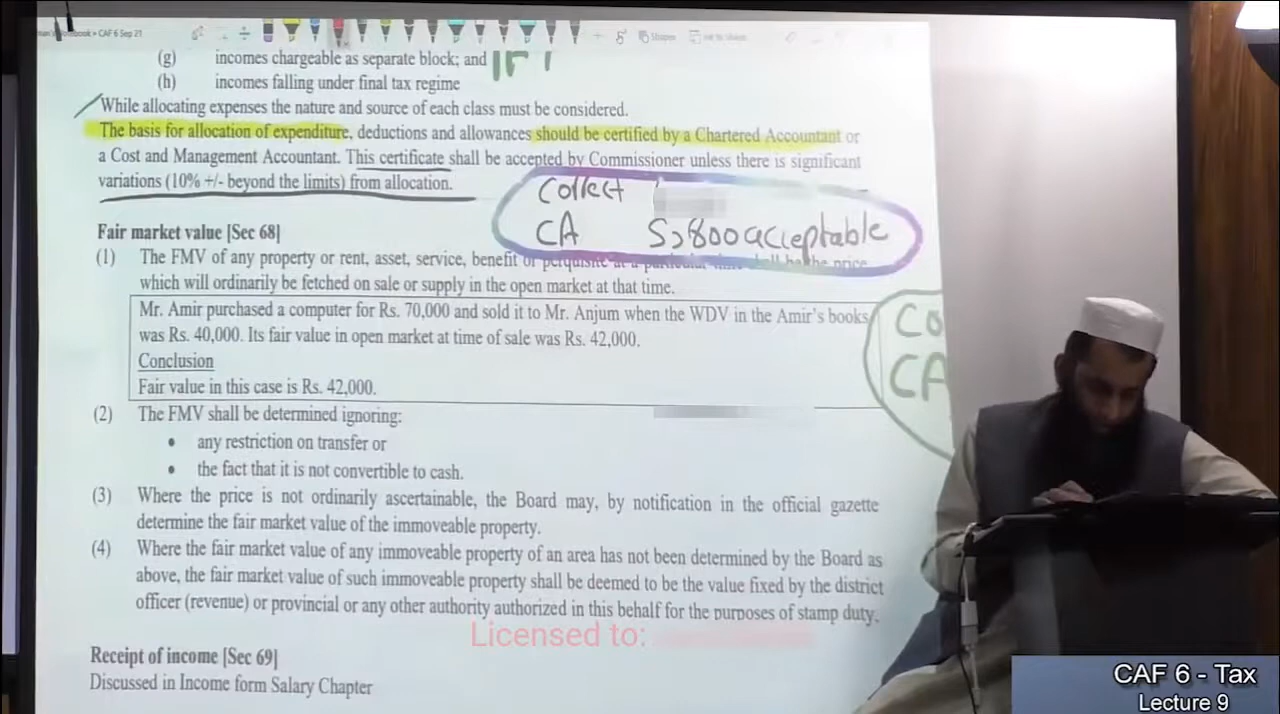 CAF 6 Sep 21
(g) incomes chargeable as separate block; and
(h) incomes falling under final tax regime
While allocating expenses the nature and source of each class must be considered.
The basis for allocation of expenditure, deductions and allowances should be certified by a Chartered Accountant or
a Cost and Management Accountant. This certificate shall be accepted by Commissioner unless there is significant
variations (10% +/- beyond the limits) from allocation.
Collect
CA 5,800 acceptable
Fair market value [Sec 68]
(1) The FMV of any property or rent, asset, service, benefit or perquisite at a particular time shall be the price
which will ordinarily be fetched on sale or supply in the open market at that time.
Mr. Amir purchased a computer for Rs. 70,000 and sold it to Mr. Anjum when the WDV in the Amir's books
was Rs. 40,000. Its fair value in open market at time of sale was Rs. 42,000.
Conclusion
Fair value in this case is Rs. 42,000.
CO
CA
(2) The FMV shall be determined ignoring:
• any restriction on transfer or
• the fact that it is not convertible to cash.
(3) Where the price is not ordinarily ascertainable, the Board may, by notification in the official gazette
determine the fair market value of the immoveable property.
(4) Where the fair market value of any immoveable property of an area has not been determined by the Board as
above, the fair market value of such immoveable property shall be deemed to be the value fixed by the district
officer (revenue) or provincial or any other authority authorized in this behalf for the purposes of stamp duty.
Licensed to:
Receipt of income [Sec 69]
Discussed in Income form Salary Chapter
CAF 6 - Tax
Lecture 9